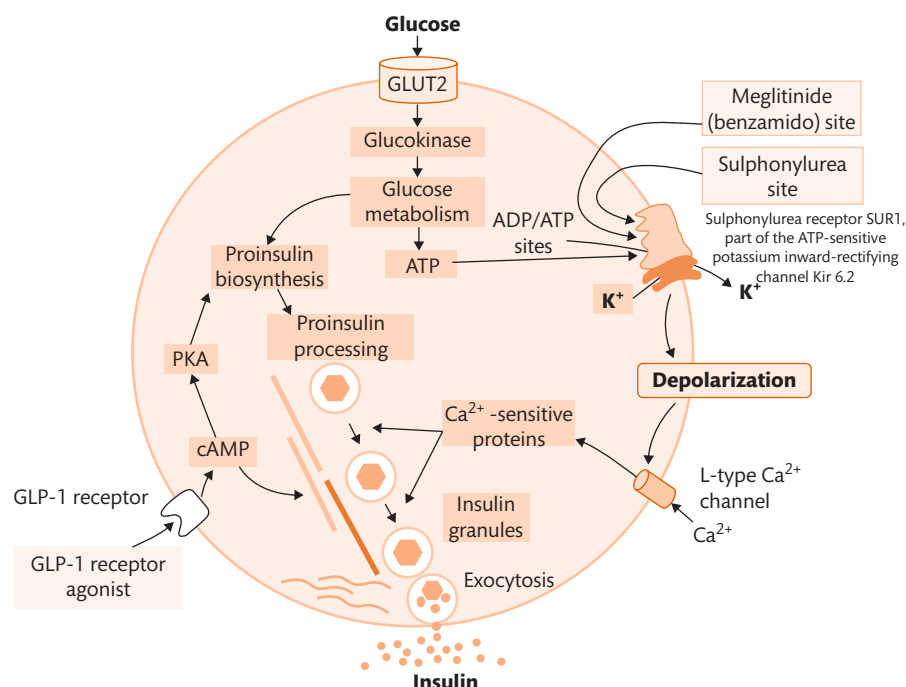 Glucose
GLUT2
Glucokinase
Glucose
metabolism
ATP
ADP/ATP
sites
Meglitinide
(benzamido) site
Sulphonylurea
site
Sulphonylurea receptor SUR1,
part of the ATP-sensitive
potassium inward-rectifying
channel Kir 6.2
K⁺
K⁺
Proinsulin
biosynthesis
Proinsulin
processing
PKA
cAMP
GLP-1 receptor
GLP-1 receptor
agonist
Depolarization
Ca²⁺ -sensitive
proteins
L-type Ca²⁺
channel
Ca²⁺
Insulin
granules
Exocytosis
Insulin